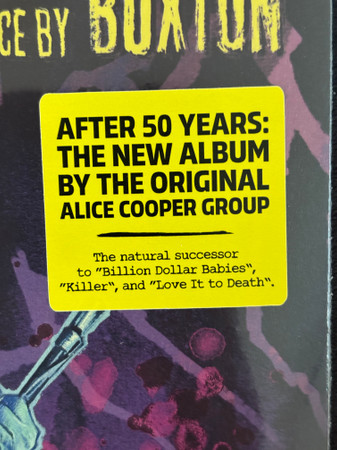 CE BY BUXTON
AFTER 50 YEARS:
THE NEW ALBUM
BY THE ORIGINAL
ALICE COOPER GROUP
The natural successor
to "Billion Dollar Babies",
"Killer", and "Love It to Death".